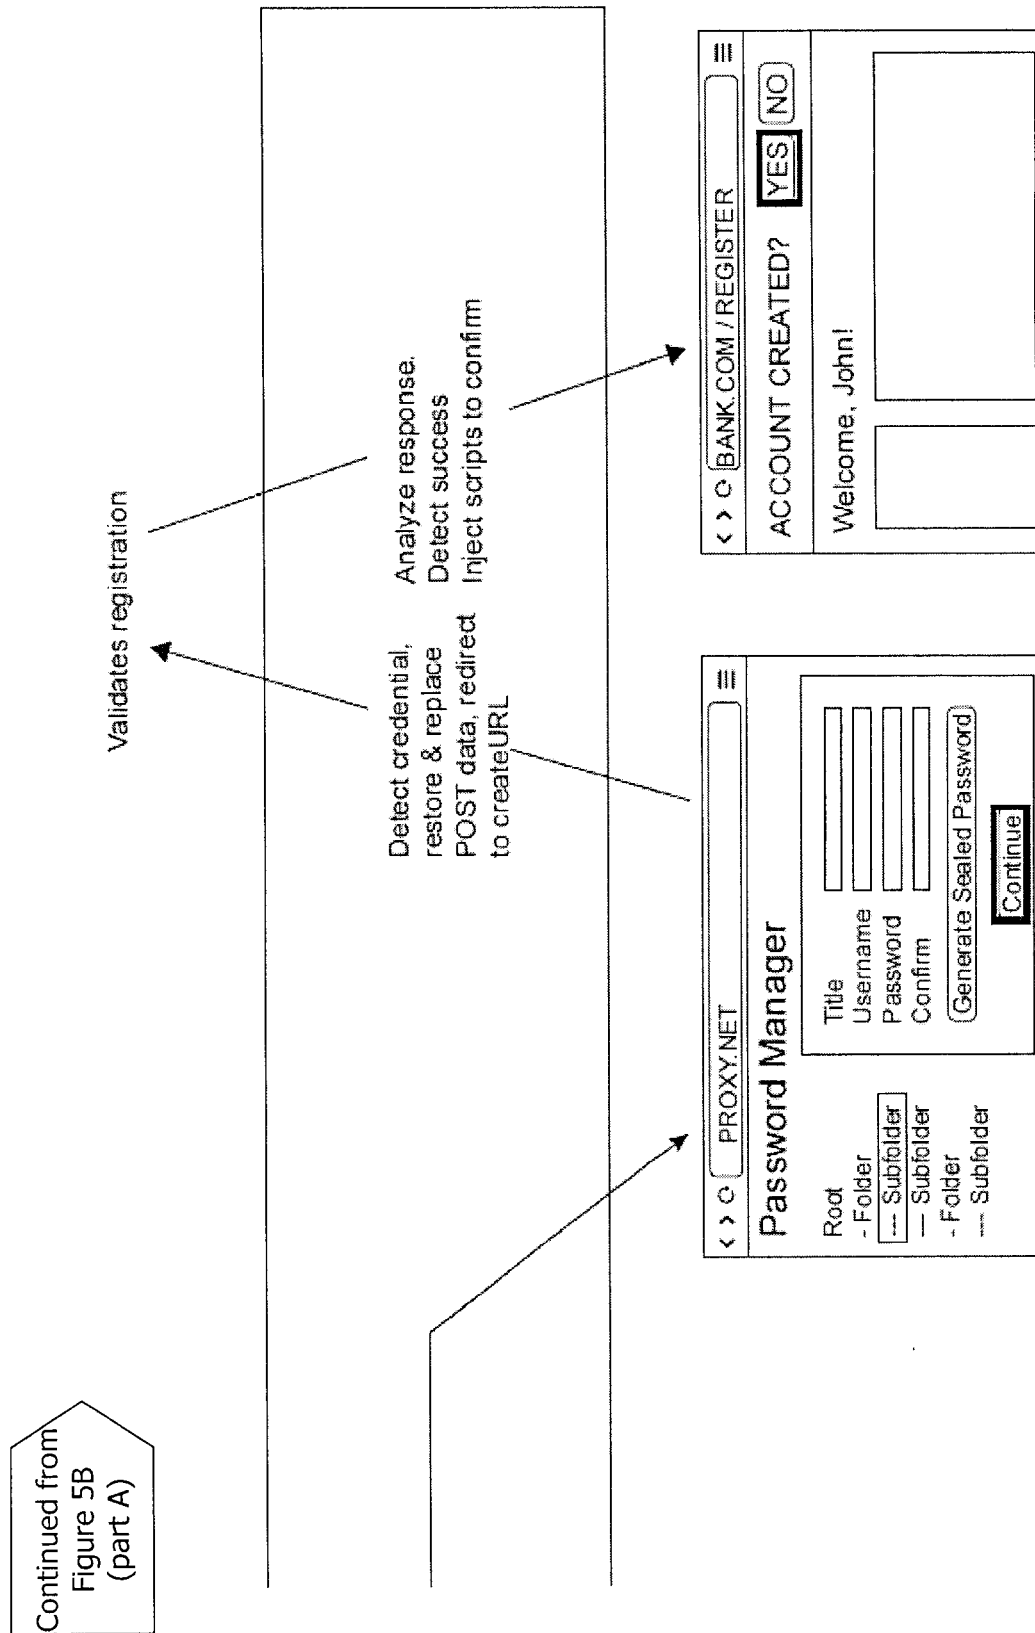 Continued from
Figure 5B
(part A)
Validates registration
Detect credential,
restore & replace
POST data, redirect
to createURL
Analyze response.
Detect success
Inject scripts to confirm
PROXY.NET
Password Manager
Root
- Folder
--- Subfolder
--- Subfolder
- Folder
--- Subfolder
Title
Username
Password
Confirm
Generate Sealed Password
Continue
BANK.COM / REGISTER
ACCOUNT CREATED? YES NO
Welcome, John!